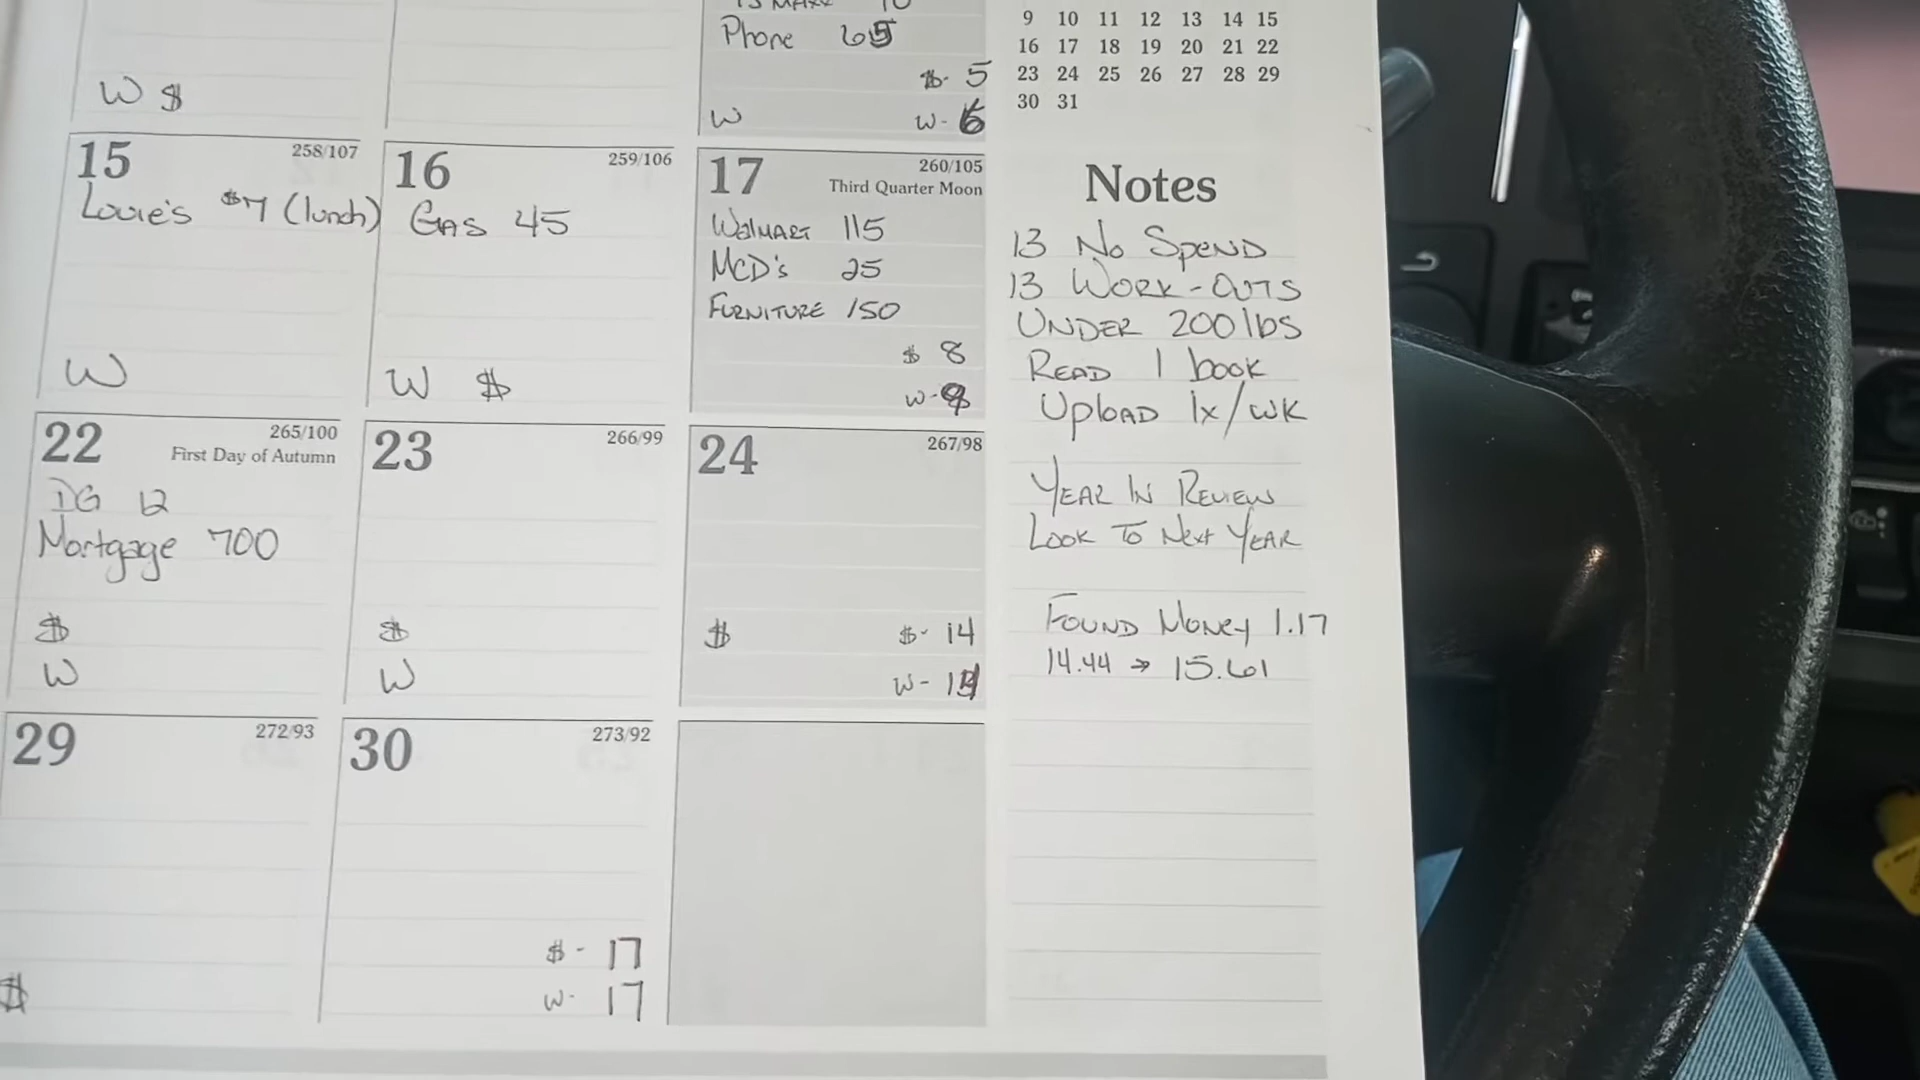 Phone 65
$- 5
W $
W
W- 6
9 10 11 12 13 14 15
16 17 18 19 20 21 22
23 24 25 26 27 28 29
30 31
15 258/107
Louie's $7 (lunch)
W
16 259/106
Gas 45
W $
17 260/105
Third Quarter Moon
Walmart 115
McD's 25
Furniture 150
$ 8
W-
22 265/100
First Day of Autumn
DG 12
Mortgage 700
$
W
23 266/99
$
W
24 267/98
$ $- 14
W-
29 272/93
$
30 273/92
$- 17
W- 17
Notes
13 No Spend
13 Work-Outs
Under 200 lbs
Read 1 book
Upload 1x/wk
Year In Review
Look To Next Year
Found Money 1.17
14.44 → 15.61